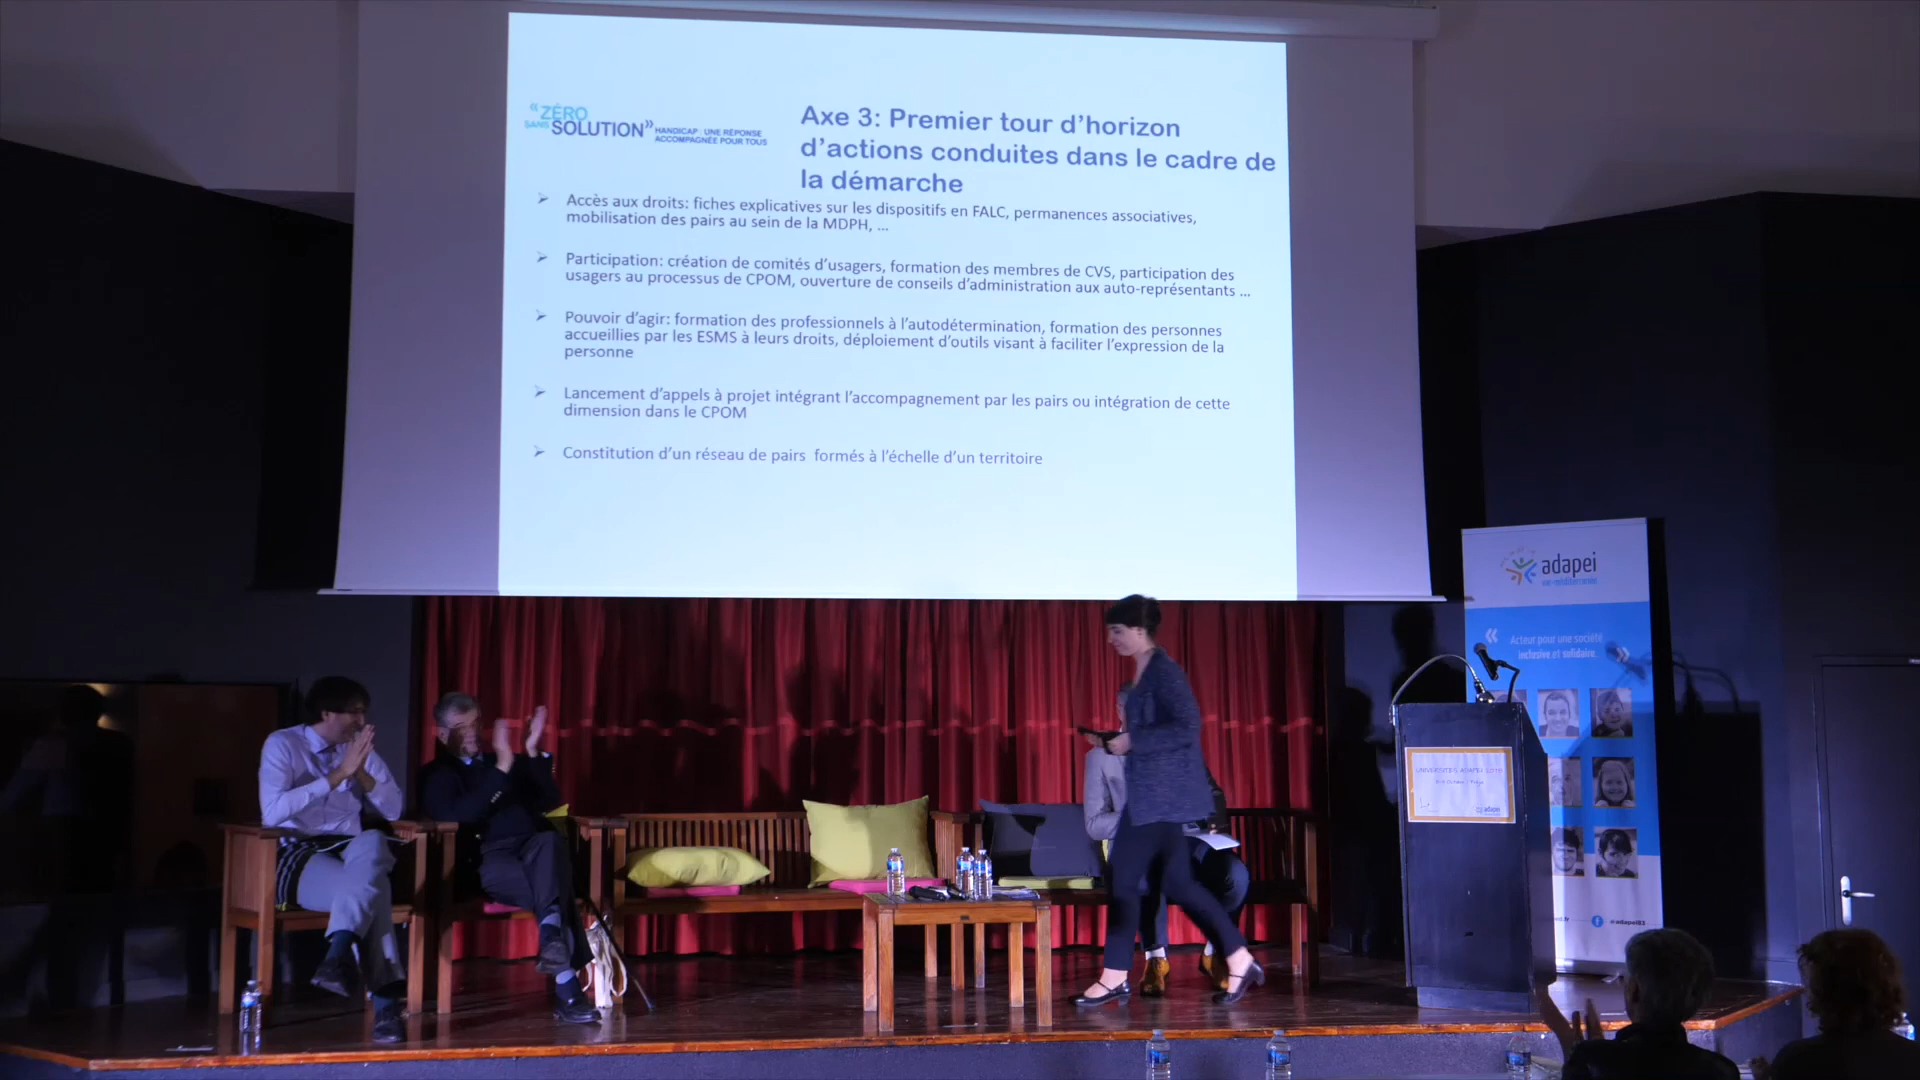 « ZÉRO
SANS SOLUTION »
HANDICAP : UNE RÉPONSE
ACCOMPAGNÉE POUR TOUS
Axe 3: Premier tour d’horizon
d’actions conduites dans le cadre de
la démarche
➢ Accès aux droits: fiches explicatives sur les dispositifs en FALC, permanences associatives,
mobilisation des pairs au sein de la MDPH, ...
➢ Participation: création de comités d’usagers, formation des membres de CVS, participation des
usagers au processus de CPOM, ouverture de conseils d’administration aux auto-représentants ...
➢ Pouvoir d’agir: formation des professionnels à l’autodétermination, formation des personnes
accueillies par les ESMS à leurs droits, déploiement d’outils visant à faciliter l’expression de la
personne
➢ Lancement d’appels à projet intégrant l’accompagnement par les pairs ou intégration de cette
dimension dans le CPOM
➢ Constitution d’un réseau de pairs formés à l’échelle d’un territoire
adapei
var-méditerranée
« Acteur pour une société
inclusive et solidaire. »
@adapei83